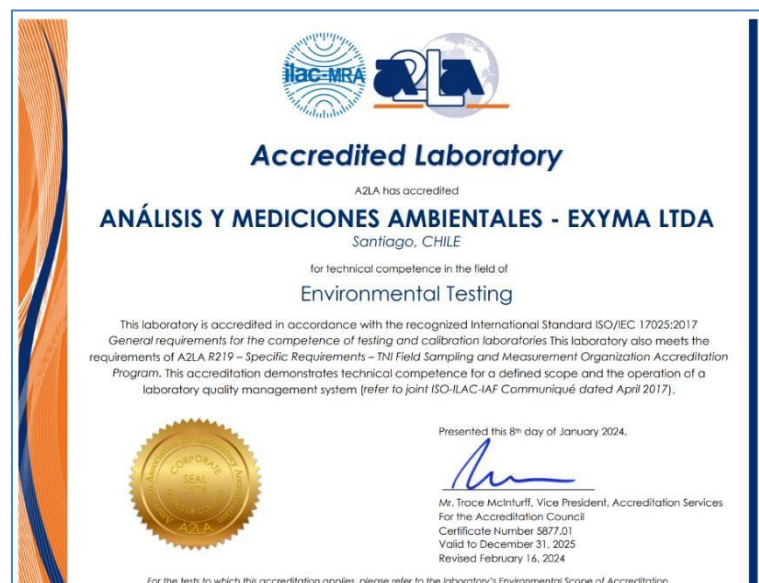 ilac-MRA
a2la
Accredited Laboratory
A2LA has accredited
ANÁLISIS Y MEDICIONES AMBIENTALES - EXYMA LTDA
Santiago, CHILE
for technical competence in the field of
Environmental Testing
This laboratory is accredited in accordance with the recognized International Standard ISO/IEC 17025:2017
General requirements for the competence of testing and calibration laboratories This laboratory also meets the
requirements of A2LA R219 – Specific Requirements – TNI Field Sampling and Measurement Organization Accreditation
Program. This accreditation demonstrates technical competence for a defined scope and the operation of a
laboratory quality management system (refer to joint ISO-ILAC-IAF Communiqué dated April 2017).
American Association for Laboratory Accreditation
CORPORATE
SEAL
1978
A2LA
Presented this 8th day of January 2024.
Mr. Trace McInturff, Vice President, Accreditation Services
For the Accreditation Council
Certificate Number 5877.01
Valid to December 31, 2025
Revised February 16, 2024
For the tests to which this accreditation applies, please refer to the laboratory's Environmental Scope of Accreditation.